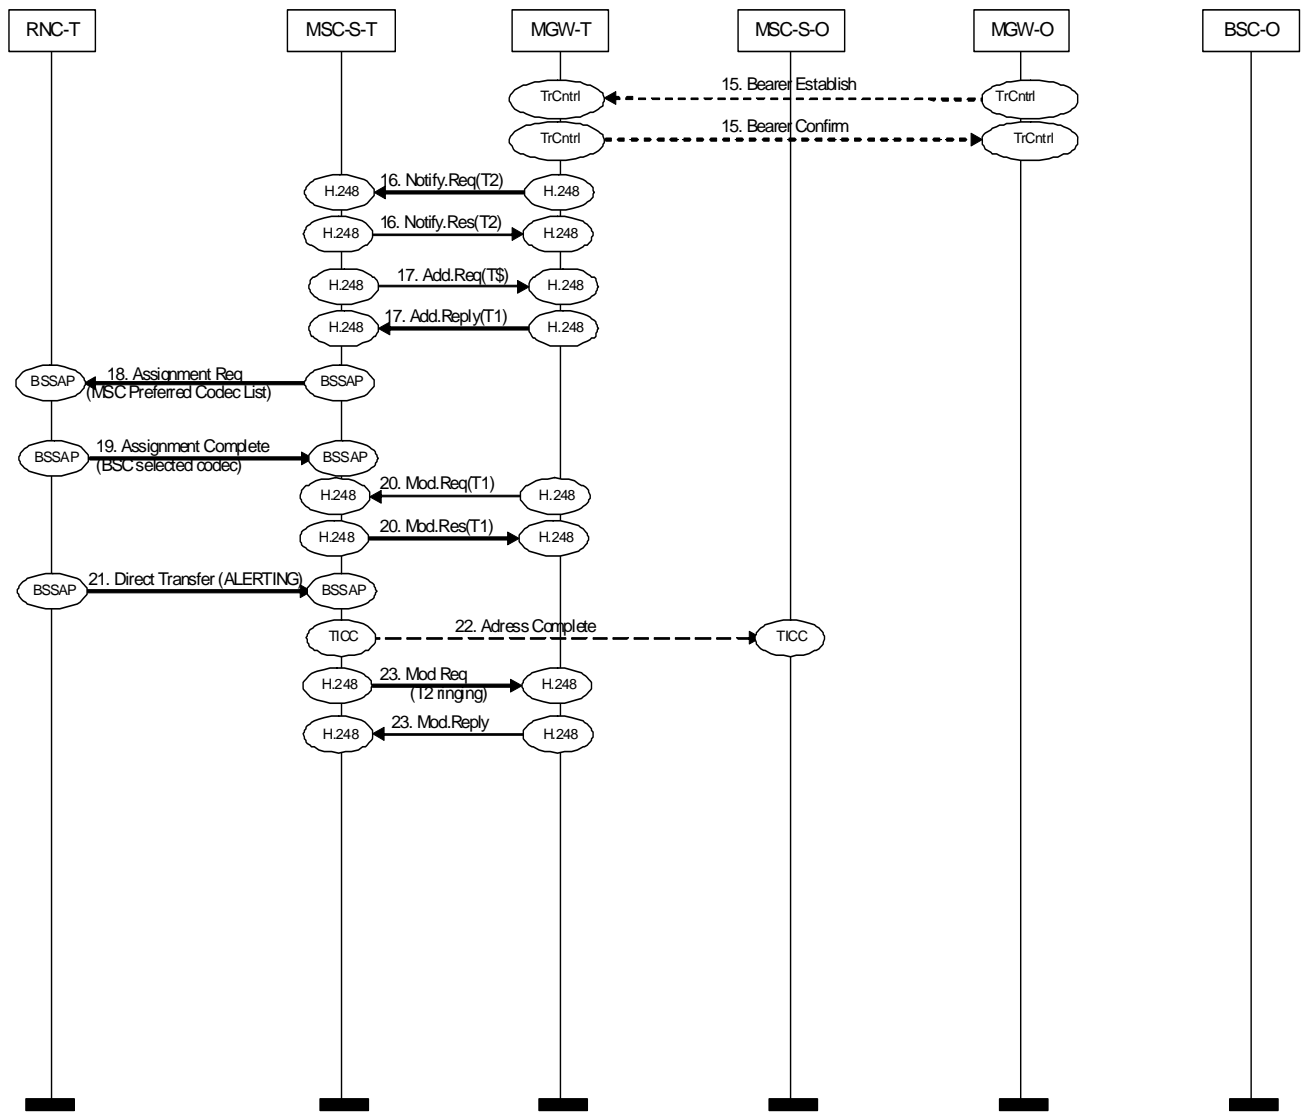 RNC-T MSC-S-T MGW-T MSC-S-O MGW-O BSC-O
15. Bearer Establish
TrCntrl TrCntrl
15. Bearer Confirm
TrCntrl TrCntrl
16. Notify.Req(T2)
H.248 H.248
16. Notify.Res(T2)
H.248 H.248
17. Add.Req(T$)
H.248 H.248
17. Add.Reply(T1)
H.248 H.248
18. Assignment Req
BSSAP BSSAP
(MSC Preferred Codec List)
19. Assignment Complete
BSSAP BSSAP
(BSC selected codec)
20. Mod.Req(T1)
H.248 H.248
20. Mod.Res(T1)
H.248 H.248
21. Direct Transfer (ALERTING)
BSSAP BSSAP
22. Adress Complete
TICC TICC
23. Mod Req
H.248 H.248
(T2 ringing)
23. Mod.Reply
H.248 H.248